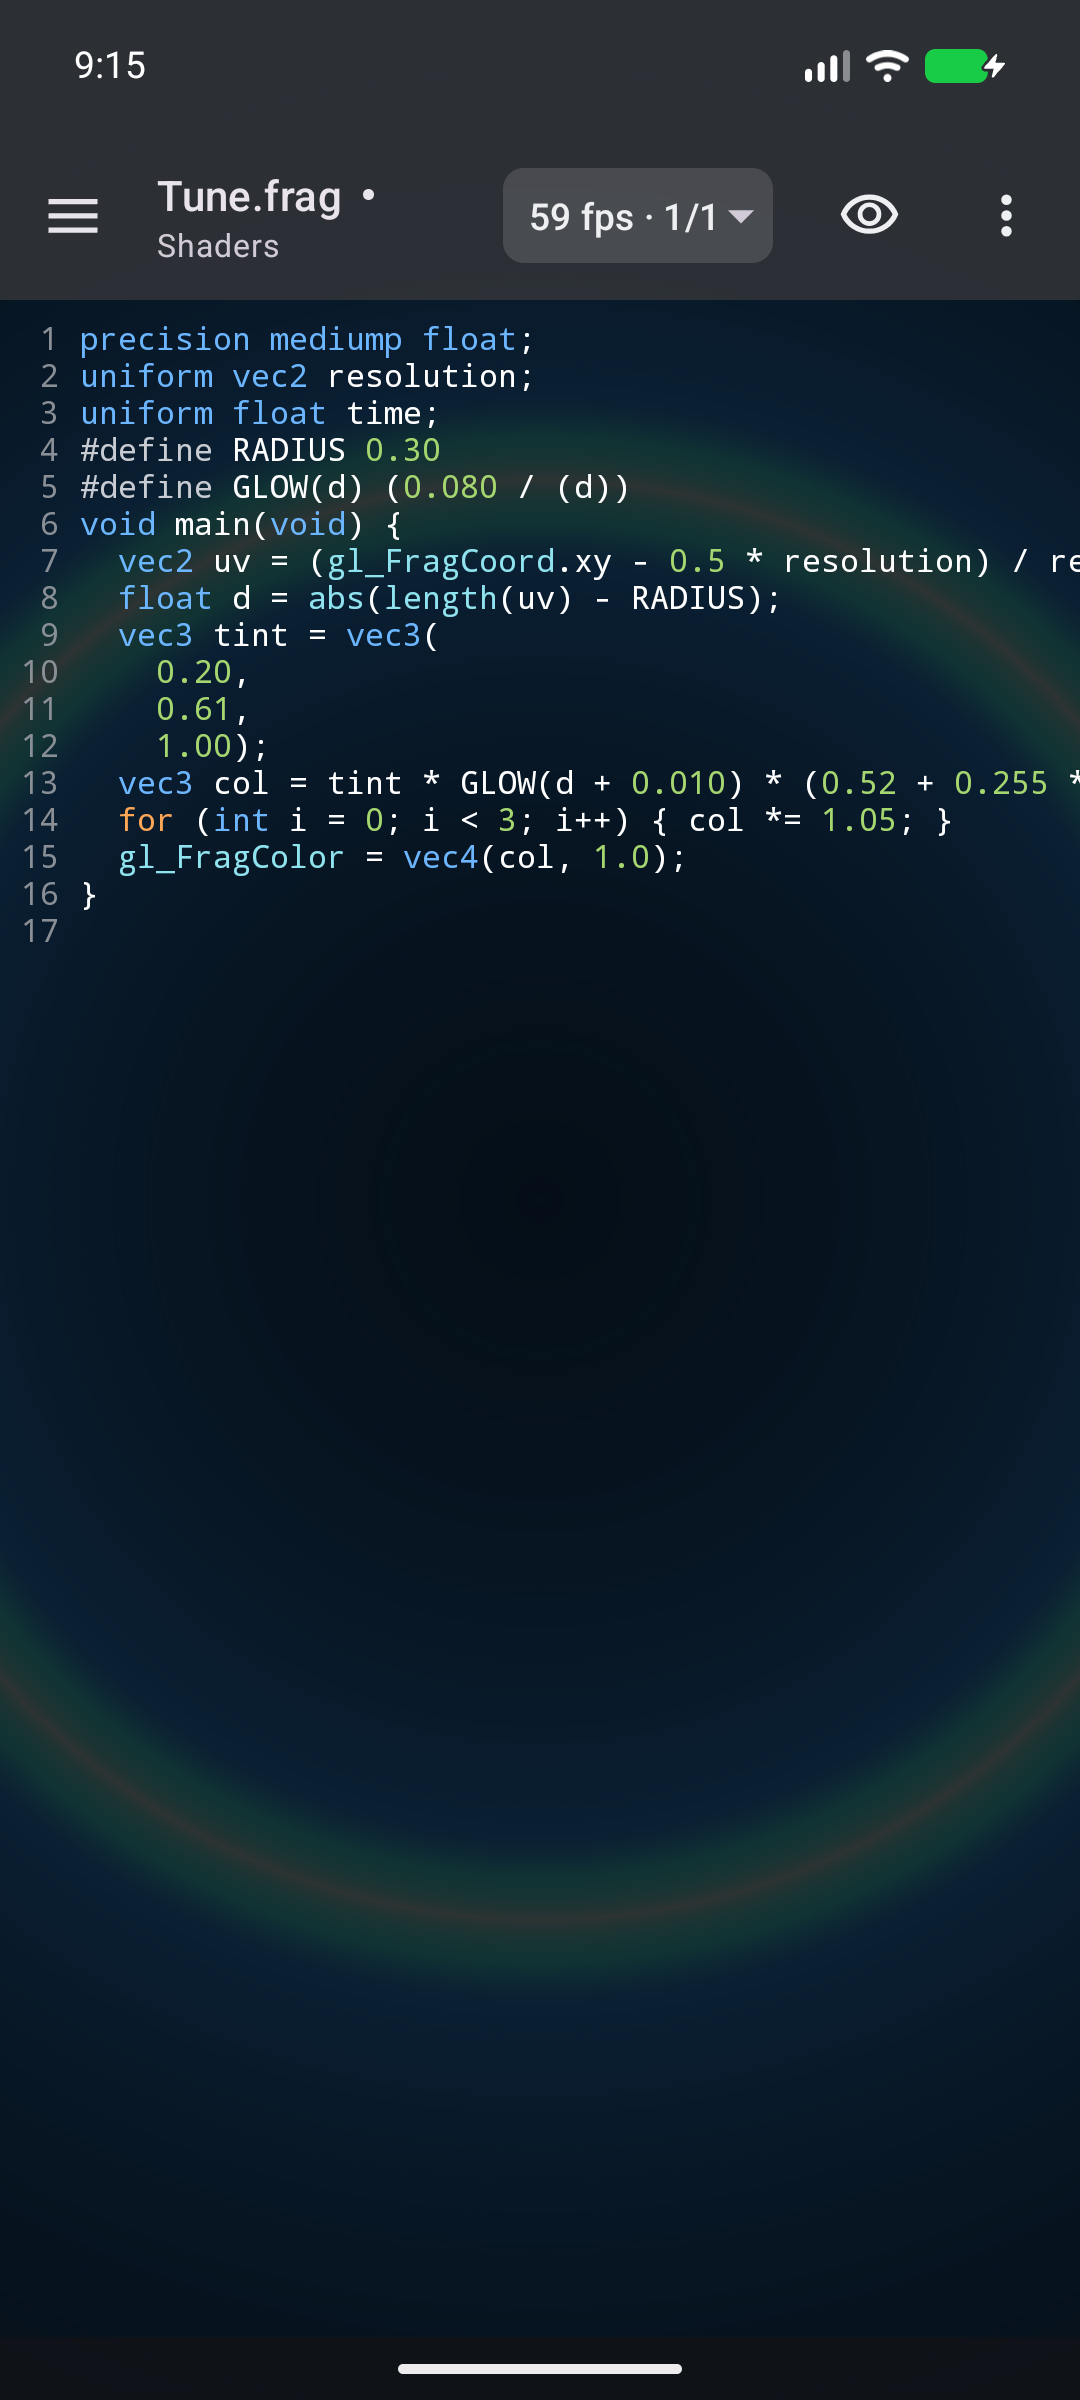 9:15
Tune.frag •
Shaders
59 fps · 1/1
1 precision mediump float;
2 uniform vec2 resolution;
3 uniform float time;
4 #define RADIUS 0.30
5 #define GLOW(d) (0.080 / (d))
6 void main(void) {
7   vec2 uv = (gl_FragCoord.xy - 0.5 * resolution) / re
8   float d = abs(length(uv) - RADIUS);
9   vec3 tint = vec3(
10     0.20,
11     0.61,
12     1.00);
13   vec3 col = tint * GLOW(d + 0.010) * (0.52 + 0.255 *
14   for (int i = 0; i < 3; i++) { col *= 1.05; }
15   gl_FragColor = vec4(col, 1.0);
16 }
17